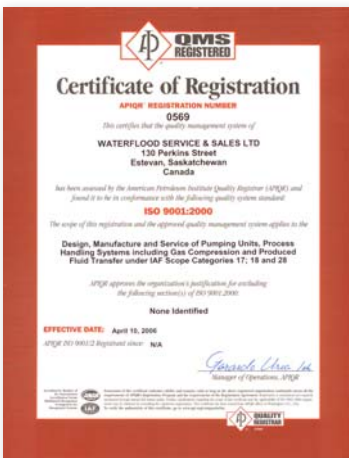 QMS
REGISTERED
Certificate of Registration
APIQR® REGISTRATION NUMBER
0569
This certifies that the quality management system of
WATERFLOOD SERVICE & SALES LTD
130 Perkins Street
Estevan, Saskatchewan
Canada
has been assessed by the American Petroleum Institute Quality Registrar (APIQR) and
found it to be in conformance with the following quality system standard:
ISO 9001:2000
The scope of this registration and the approved quality management system applies to the
Design, Manufacture and Service of Pumping Units, Process
Handling Systems including Gas Compression and Produced
Fluid Transfer under IAF Scope Categories 17; 18 and 28
APIQR approves the organization's justification for excluding
the following section(s) of ISO 9001:2000:
None Identified
EFFECTIVE DATE: April 10, 2006
APIQR ISO 9001/2 Registrant since: N/A
Manager of Operations, APIQR
IAF
QUALITY
REGISTRAR